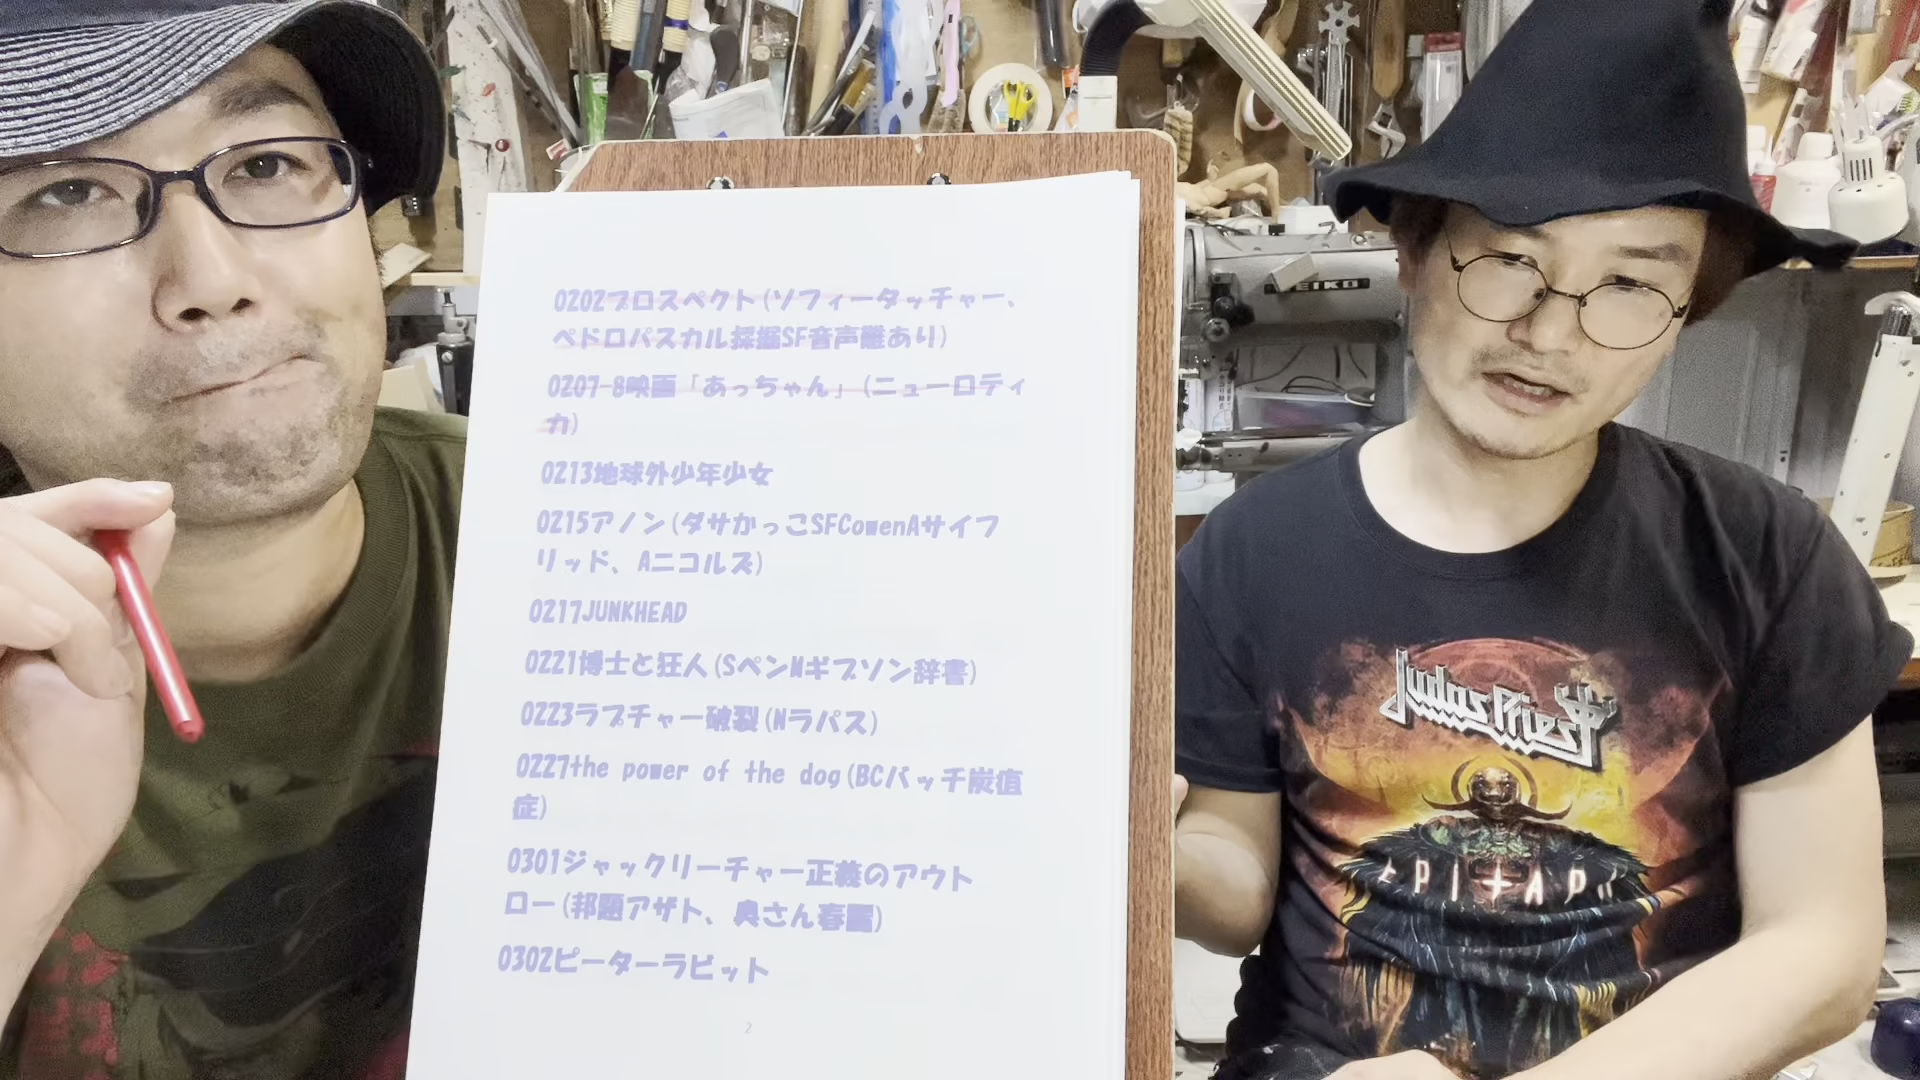 0202プロスペクト(ソフィータッチャー、
ペドロパスカル採掘SF音声難あり)
0207-8映画「あっちゃん」(ニューロティ
カ)
0213地球外少年少女
0215アノン(ダサかっこSFCowenAサイフ
リッド、Aニコルズ)
0217JUNKHEAD
0221博士と狂人(SペンMギブソン辞書)
0223ラプチャー破裂(Nラパス)
0227the power of the dog(BCバッチ炭疽
症)
0301ジャックリーチャー正義のアウト
ロー(邦題アザト、奥さん春麗)
0302ピーターラビット
2
SEIKO
Judas Priest
EPITAPH